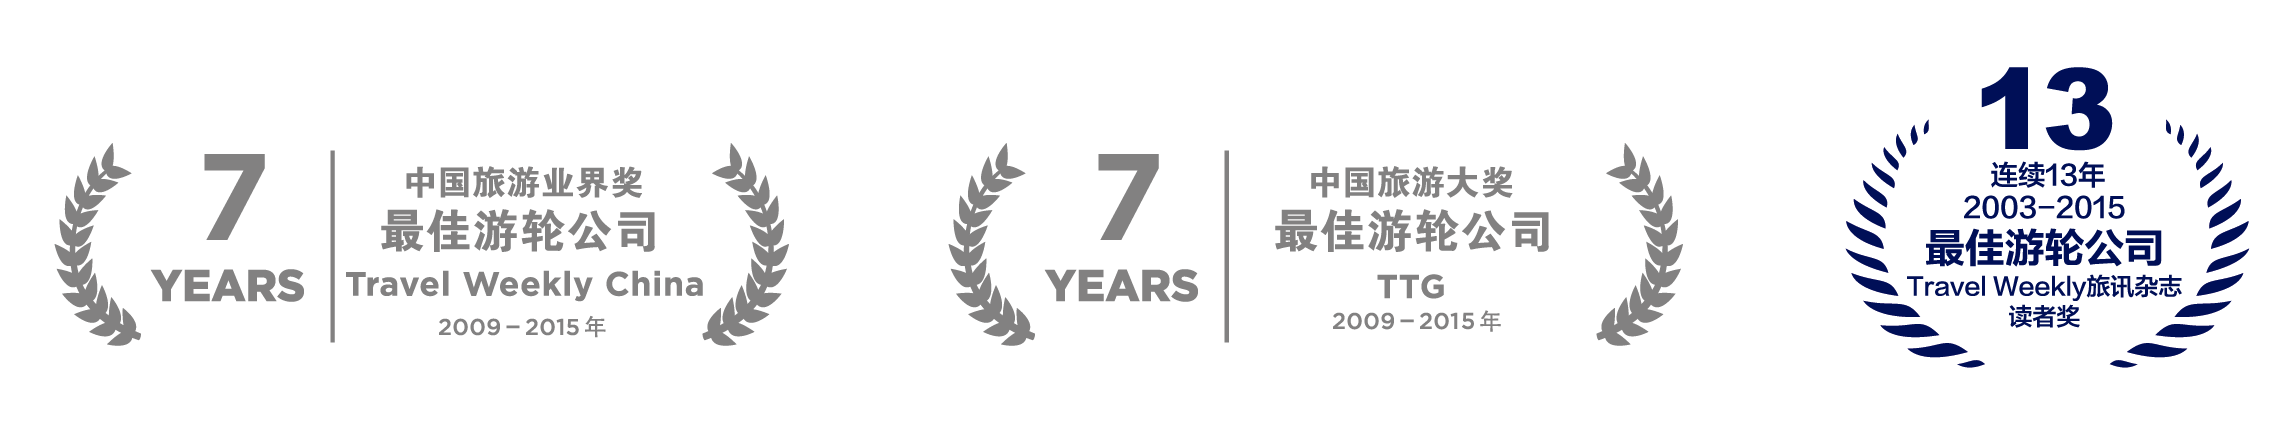 7
YEARS
中国旅游业界奖
最佳游轮公司
Travel Weekly China
2009–2015年
7
YEARS
中国旅游大奖
最佳游轮公司
TTG
2009–2015年
13
连续13年
2003-2015
最佳游轮公司
Travel Weekly旅讯杂志
读者奖